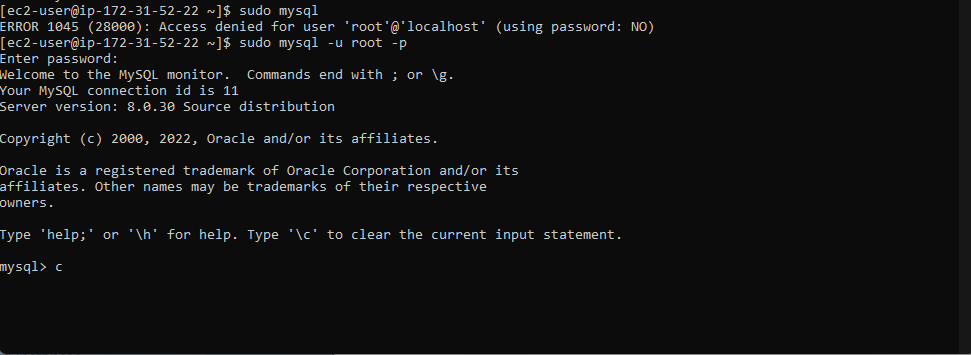 [ec2-user@ip-172-31-52-22 ~]$ sudo mysql
ERROR 1045 (28000): Access denied for user 'root'@'localhost' (using password: NO)
[ec2-user@ip-172-31-52-22 ~]$ sudo mysql -u root -p
Enter password:
Welcome to the MySQL monitor.  Commands end with ; or \g.
Your MySQL connection id is 11
Server version: 8.0.30 Source distribution
Copyright (c) 2000, 2022, Oracle and/or its affiliates.
Oracle is a registered trademark of Oracle Corporation and/or its
affiliates. Other names may be trademarks of their respective
owners.
Type 'help;' or '\h' for help. Type '\c' to clear the current input statement.
mysql> c